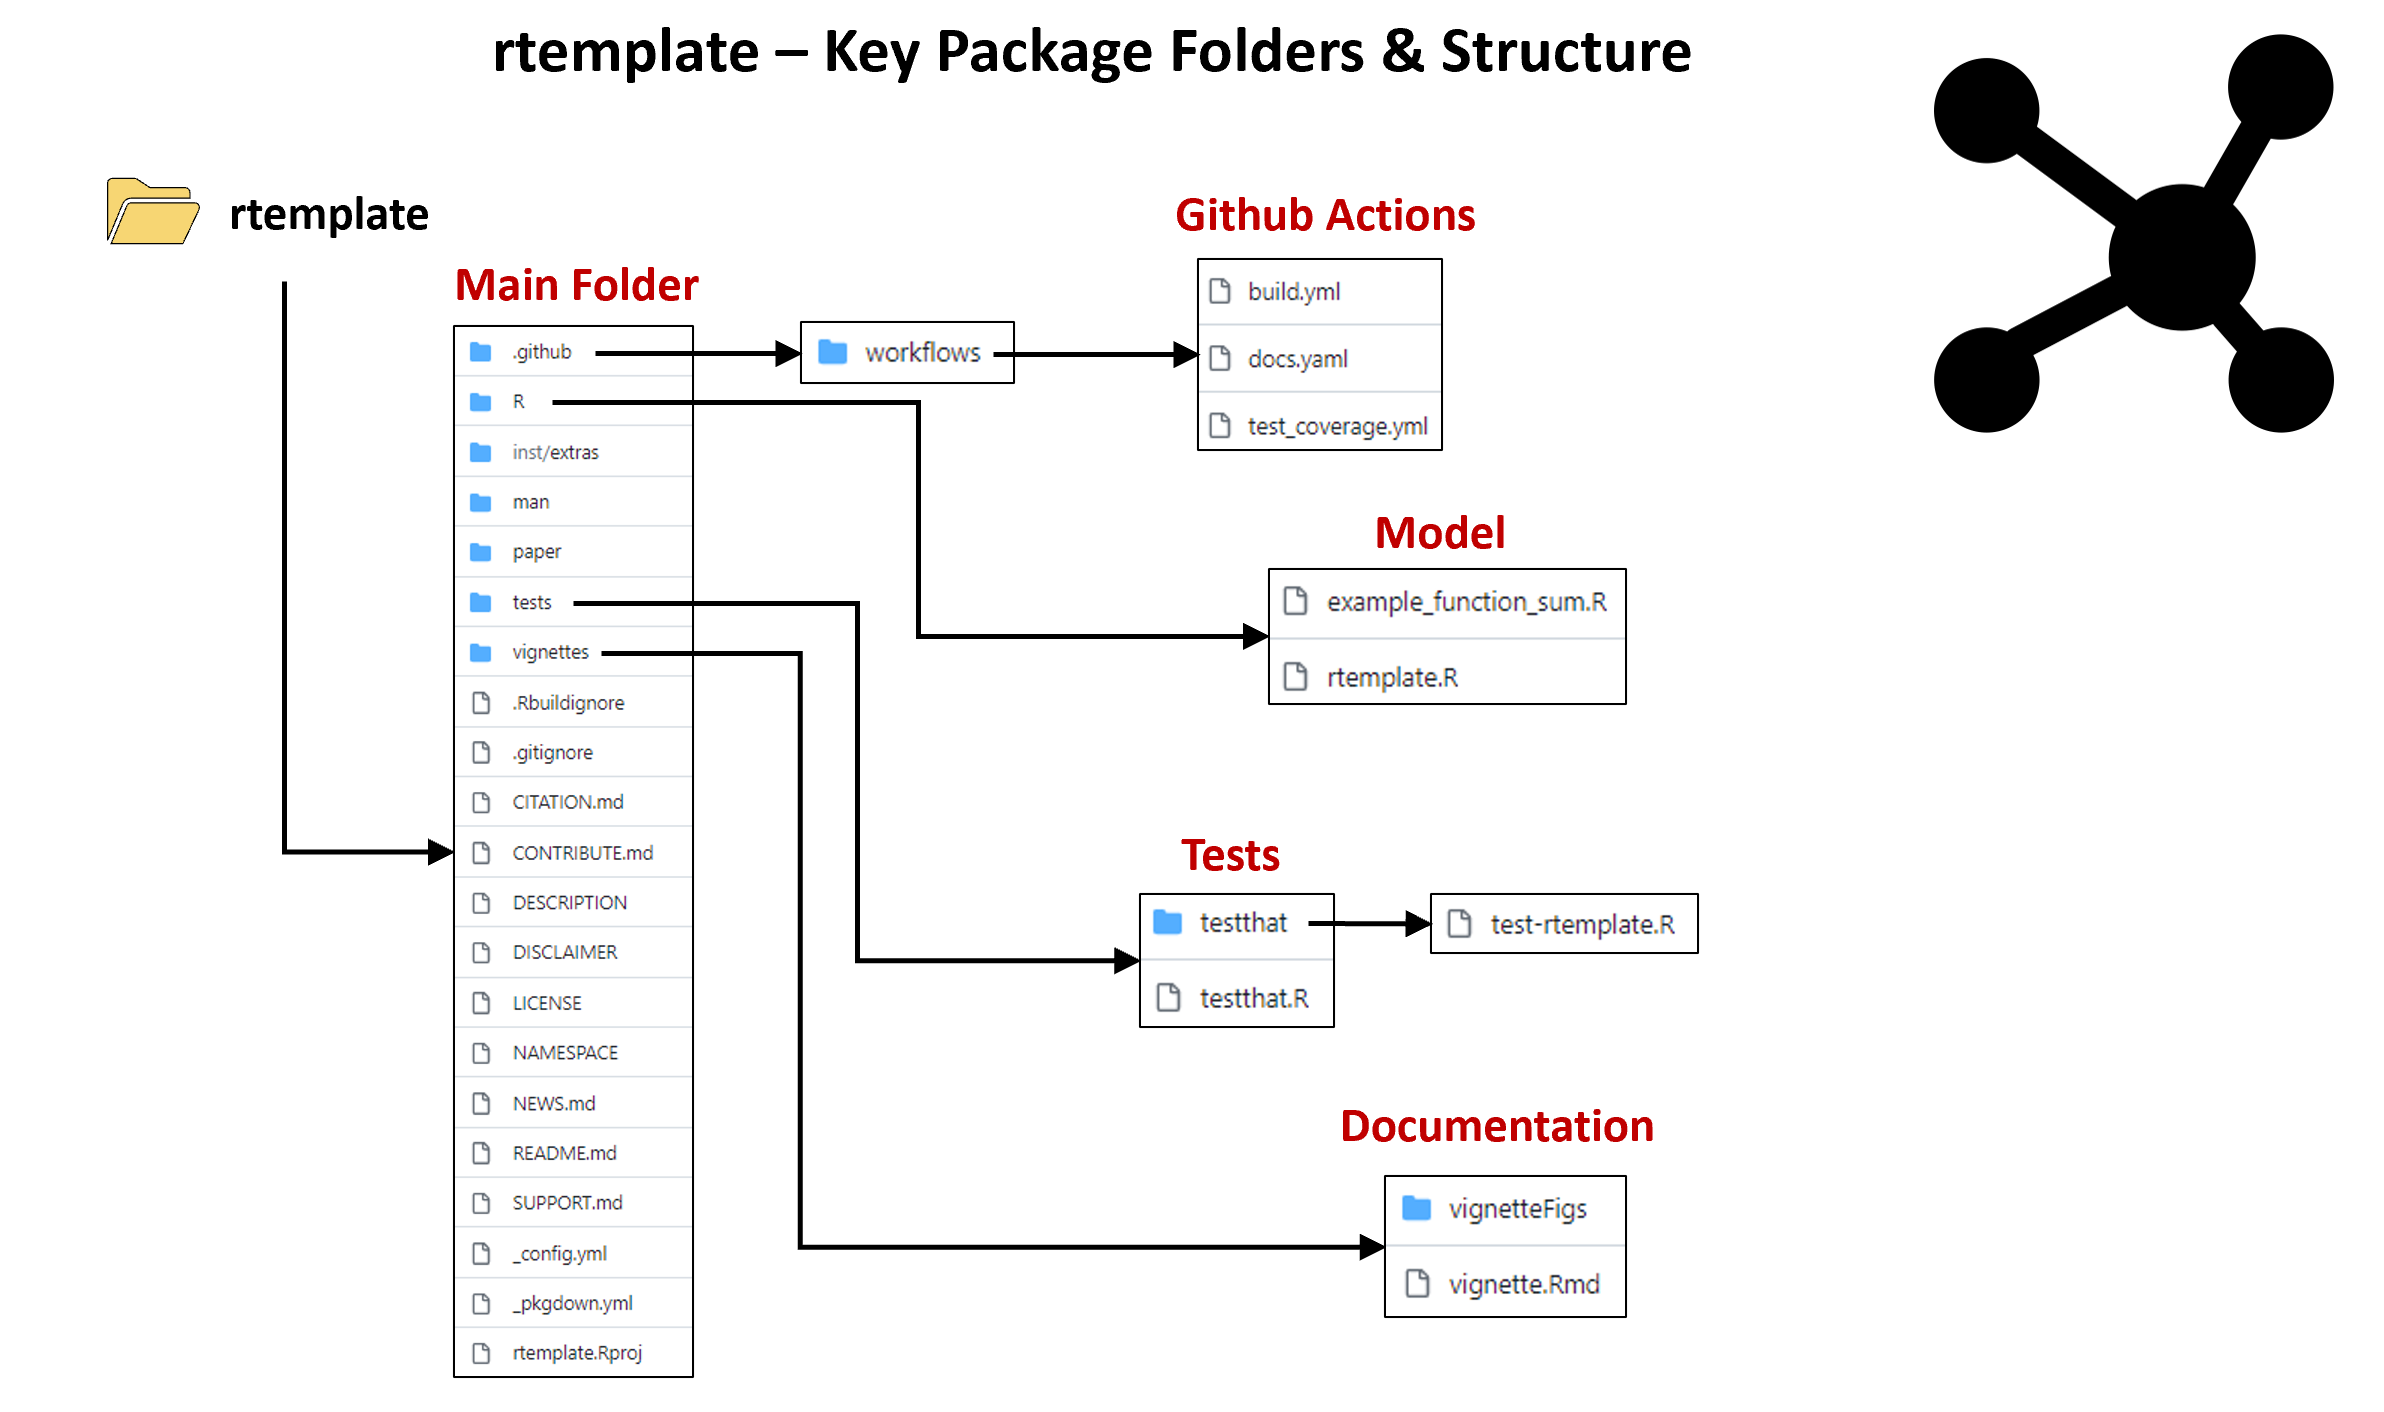 rtemplate – Key Package Folders & Structure
rtemplate
Main Folder
.github
R
inst/extras
man
paper
tests
vignettes
.Rbuildignore
.gitignore
CITATION.md
CONTRIBUTE.md
DESCRIPTION
DISCLAIMER
LICENSE
NAMESPACE
NEWS.md
README.md
SUPPORT.md
_config.yml
_pkgdown.yml
rtemplate.Rproj
workflows
Github Actions
build.yml
docs.yaml
test_coverage.yml
Model
example_function_sum.R
rtemplate.R
Tests
testthat
testthat.R
test-rtemplate.R
Documentation
vignetteFigs
vignette.Rmd